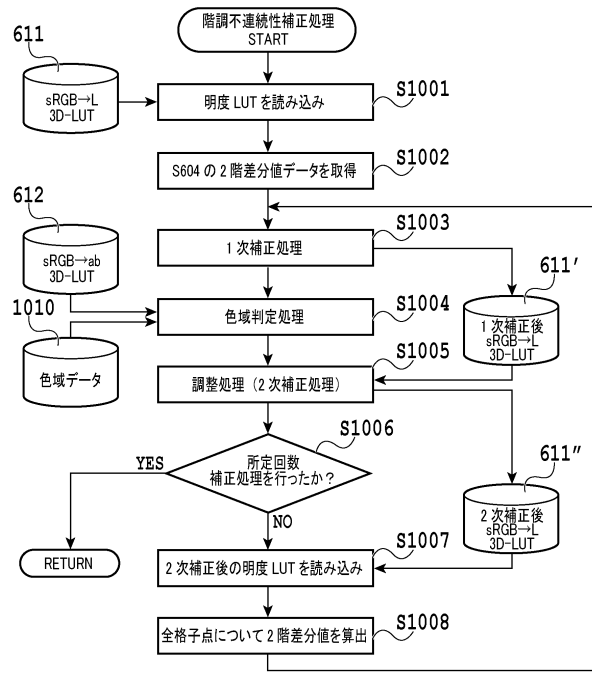 階調不連続性補正処理
START
611
sRGB→L
3D-LUT
明度 LUT を読み込み
S1001
S604 の 2 階差分値データを取得
S1002
612
sRGB→ab
3D-LUT
1 次補正処理
S1003
611′
1 次補正後
sRGB→L
3D-LUT
1010
色域データ
色域判定処理
S1004
調整処理（2 次補正処理）
S1005
所定回数
補正処理を行ったか？
S1006
YES
NO
RETURN
611″
2 次補正後
sRGB→L
3D-LUT
2 次補正後の明度 LUT を読み込み
S1007
全格子点について 2 階差分値を算出
S1008